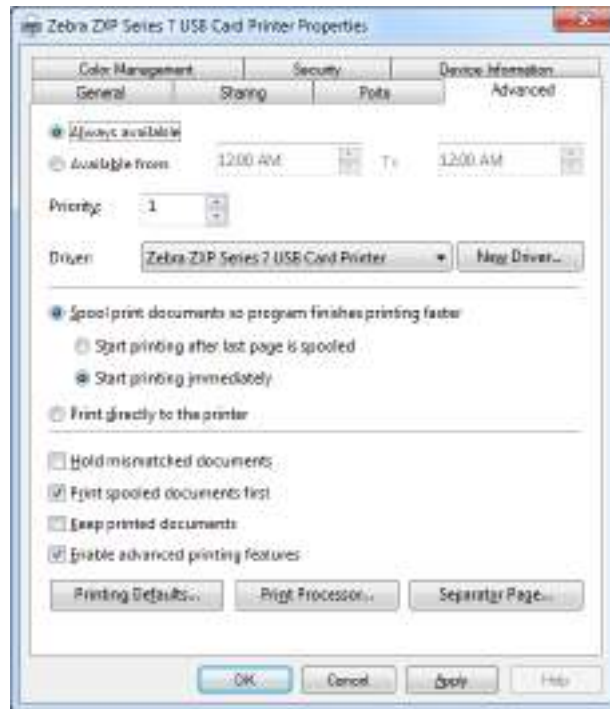 Zebra ZXP Series 7 USB Card Printer Properties
Color Management Security Device Information
General Sharing Ports Advanced
Always available
Available from 12:00 AM To 12:00 AM
Priority: 1
Driver: Zebra ZXP Series 7 USB Card Printer New Driver...
Spool print documents so program finishes printing faster
Start printing after last page is spooled
Start printing immediately
Print directly to the printer
Hold mismatched documents
Print spooled documents first
Keep printed documents
Enable advanced printing features
Printing Defaults... Print Processor... Separator Page...
OK Cancel Apply Help